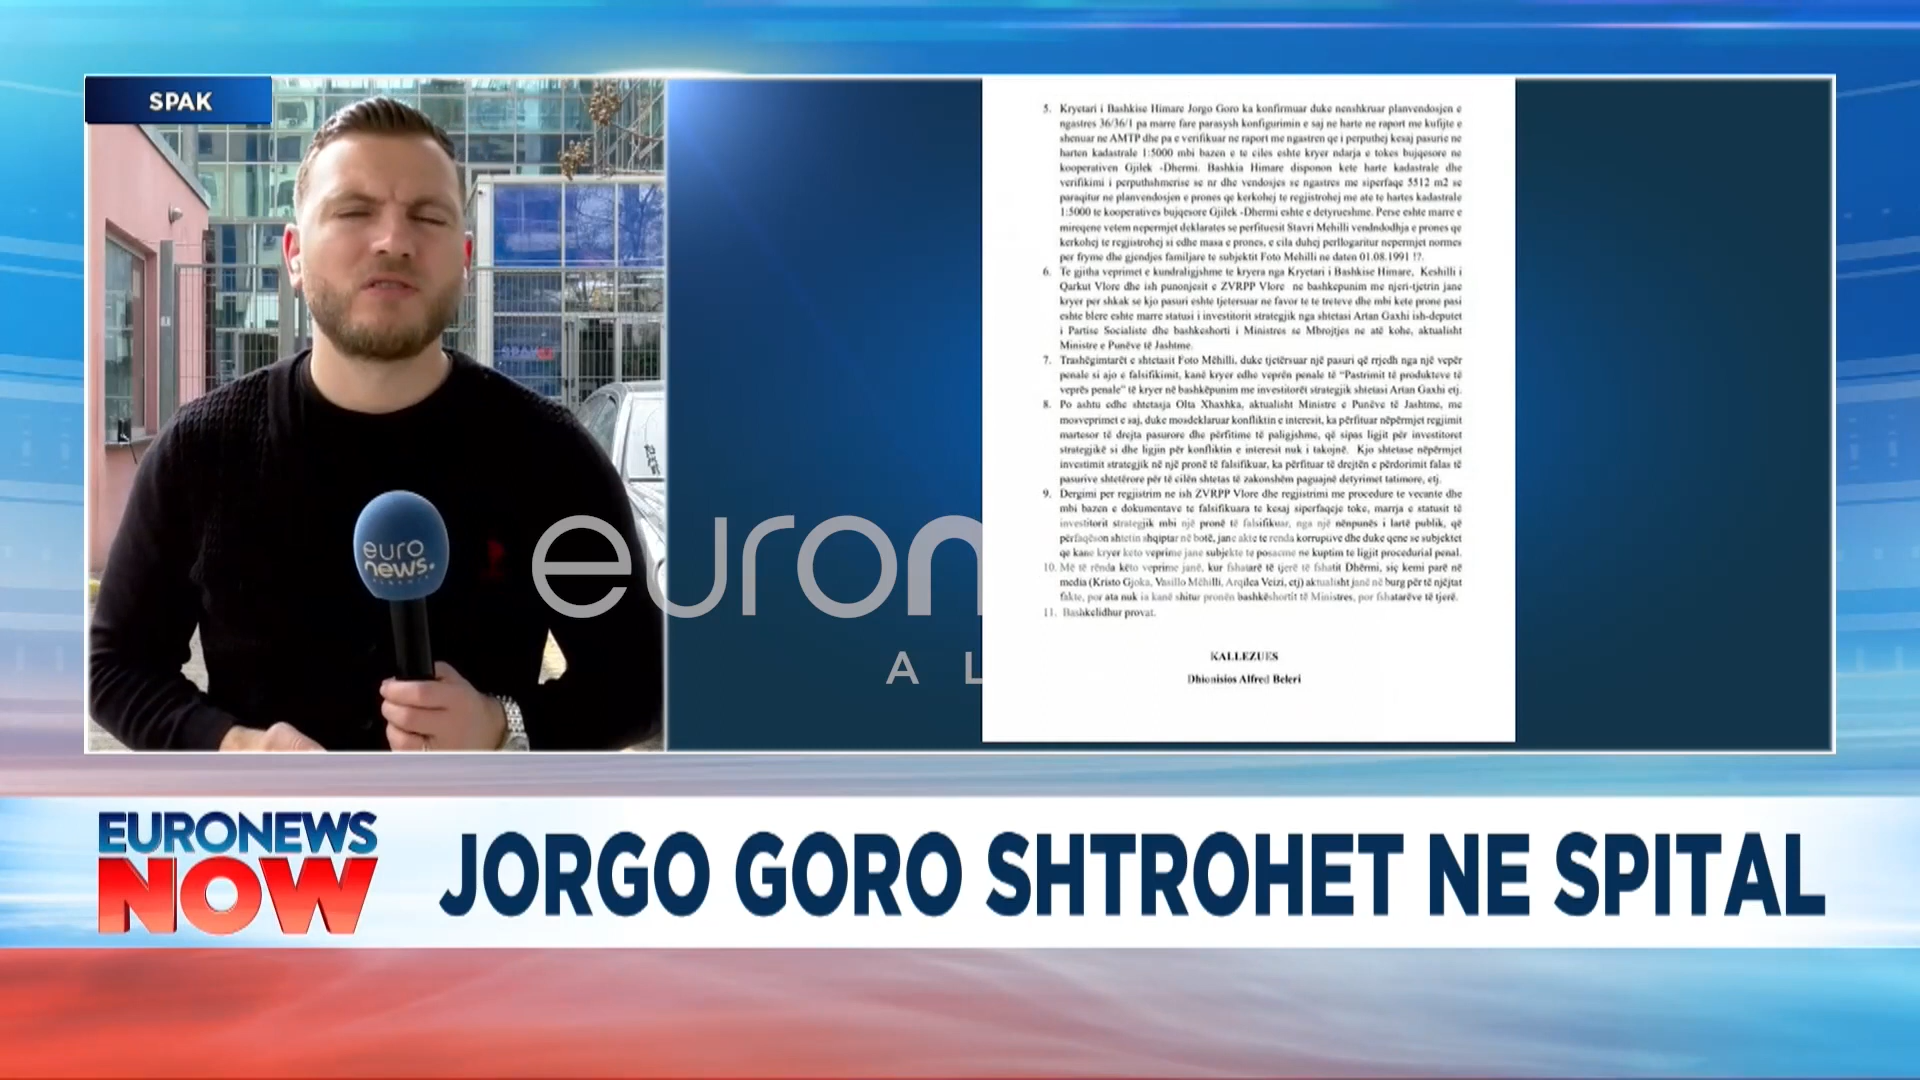 SPAK
5. Kryetari i Bashkise Himare Jorgo Goro ka konfirmuar duke nenshkruar planvendosjen e
ngastres 36/36/1 pa marre fare parasysh konfigurimin e saj ne harte ne raport me kufijte e
shenuar ne AMTP dhe pa e verifikuar ne raport me ngastren qe i perputhej kesaj pasurie ne
harten kadastrale 1:5000 mbi bazen e te ciles eshte kryer ndarja e tokes bujqesore ne
kooperativen Gjilek -Dhermi. Bashkia Himare disponon kete harte kadastrale dhe
verifikimi i perputhshmerise se nr dhe vendosjes se ngastres me siperfaqe 5512 m2 se
paraqitur ne planvendosjen e prones qe kerkohej te regjistrohej me ate te hartes kadastrale
1:5000 te kooperatives bujqesore Gjilek -Dhermi eshte e detyrueshme. Perse eshte marre e
mireqene vetem nepermjet deklarates se perfituesit Stavri Mehilli vendndodhja e prones qe
kerkohej te regjistrohej si edhe masa e prones, e cila duhej perllogaritur nepermjet normes
per fryme dhe gjendjes familjare te subjektit Foto Mehilli ne daten 01.08.1991 !?.
6. Te gjitha veprimet e kundraligjshme te kryera nga Kryetari i Bashkise Himare, Keshilli i
Qarkut Vlore dhe ish punonjesit e ZVRPP Vlore ne bashkepunim me njeri-tjetrin jane
kryer per shkak se kjo pasuri eshte tjetersuar ne favor te te treteve dhe mbi kete prone pasi
eshte blere eshte marre statusi i investitorit strategjik nga shtetasi Artan Gaxhi ish-deputet
i Partise Socialiste dhe bashkeshorti i Ministres se Mbrojtjes ne atë kohe, aktualisht
Ministre e Punëve të Jashtme.
7. Trashëgimtarët e shtetasit Foto Mëhilli, duke tjetërsuar një pasuri që rrjedh nga një vepër
penale si ajo e falsifikimit, kanë kryer edhe veprën penale të “Pastrimit të produkteve të
veprës penale” të kryer në bashkëpunim me investitorët strategjik shtetasi Artan Gaxhi etj.
8. Po ashtu edhe shtetasja Olta Xhaxhka, aktualisht Ministre e Punëve të Jashtme, me
mosveprimet e saj, duke mosdeklaruar konfliktin e interesit, ka përfituar nëpërmjet regjimit
martesor të drejta pasurore dhe përfitime të paligjshme, që sipas ligjit për investitoret
strategjikë si dhe ligjin për konfliktin e interesit nuk i takojnë. Kjo shtetase nëpërmjet
investimit strategjik në një pronë të falsifikuar, ka përfituar të drejtën e përdorimit falas të
pasurive shtetërore për të cilën shtetas të zakonshëm paguajnë detyrimet tatimore, etj.
9. Dergimi per regjistrim ne ish ZVRPP Vlore dhe regjistrimi me procedure te vecante dhe
mbi bazen e dokumentave te falsifikuara te kesaj siperfaqeje toke, marrja e statusit të
investitorit strategjik mbi një pronë të falsifikuar, nga një nënpunës i lartë publik, që
përfaqëson shtetin shqiptar në botë, jane akte te renda korruptive dhe duke qene se subjektet
qe kane kryer keto veprime jane subjekte te posacme ne kuptim te ligjit procedurial penal.
10. Më të rënda këto veprime janë, kur fshatarë të tjerë të fshatit Dhërmi, siç kemi parë në
media (Kristo Gjoka, Vasillo Mëhilli, Arqilea Veizi, etj) aktualisht janë në burg për të njëjtat
fakte, por ata nuk ia kanë shitur pronën bashkëshortit të Ministres, por fshatarëve të tjerë.
11. Bashkelidhur provat.
KALLEZUES
Dhionisios Alfred Beleri
euro
news.
ALBANIA
euron
AL
EURONEWS
NOW
JORGO GORO SHTROHET NE SPITAL